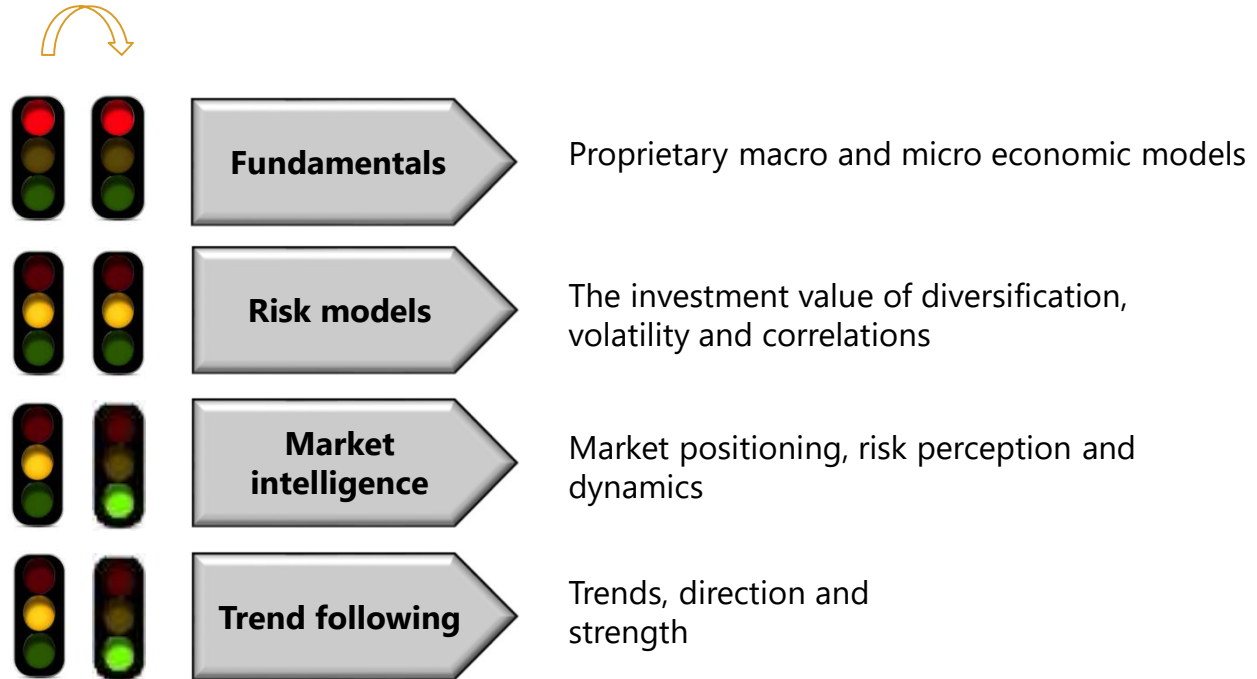 Fundamentals
Proprietary macro and micro economic models
Risk models
The investment value of diversification,
volatility and correlations
Market
intelligence
Market positioning, risk perception and
dynamics
Trend following
Trends, direction and
strength